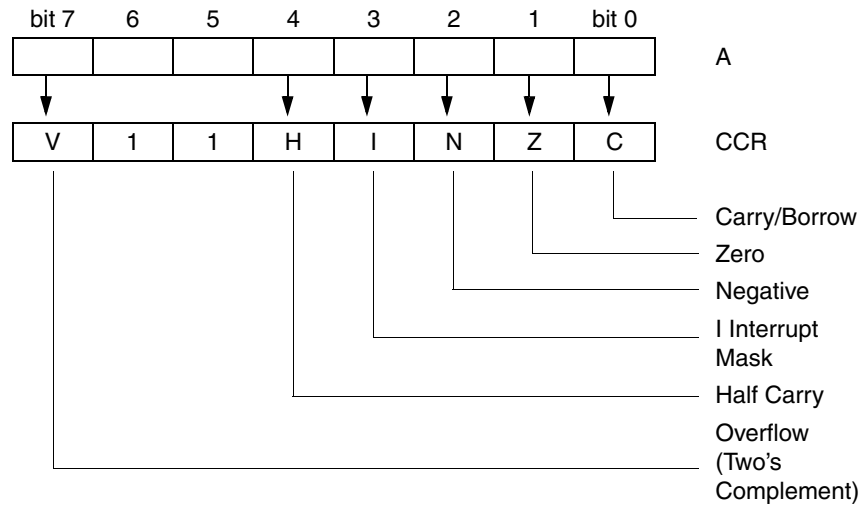 bit 7 6 5 4 3 2 1 bit 0
A
V 1 1 H I N Z C
CCR
Carry/Borrow
Zero
Negative
I Interrupt
Mask
Half Carry
Overflow
(Two's
Complement)